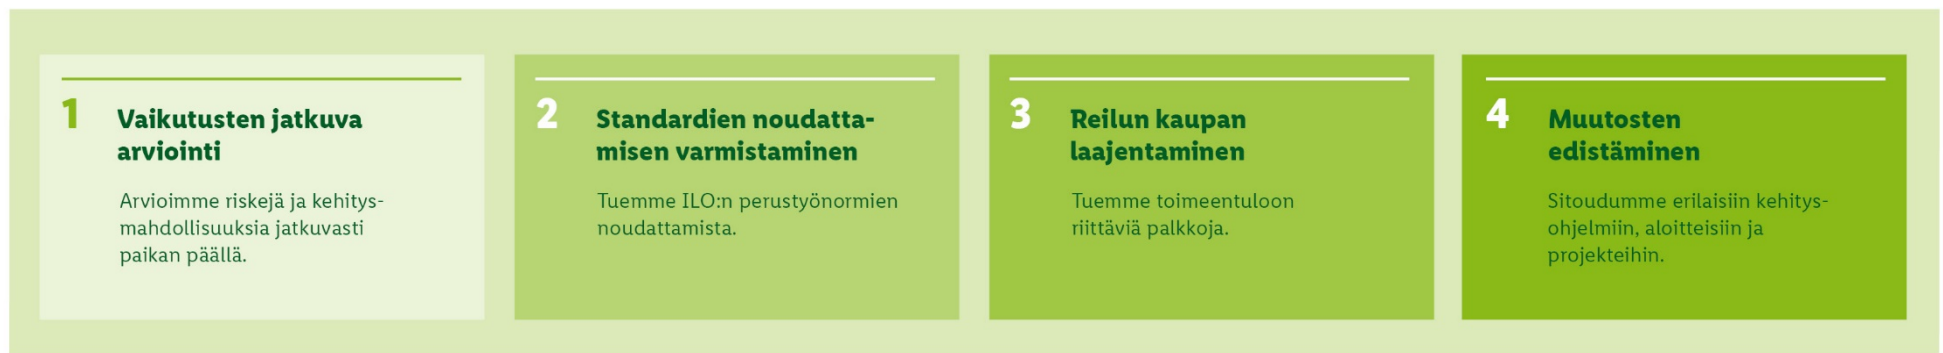 1
Vaikutusten jatkuva
arviointi
Arvioimme riskejä ja kehitys-
mahdollisuuksia jatkuvasti
paikan päällä.
2
Standardien noudatta-
misen varmistaminen
Tuemme ILO:n perustyönormien
noudattamista.
3
Reilun kaupan
laajentaminen
Tuemme toimeentuloon
riittäviä palkkoja.
4
Muutosten
edistäminen
Sitoudumme erilaisiin kehitys-
ohjelmiin, aloitteisiin ja
projekteihin.